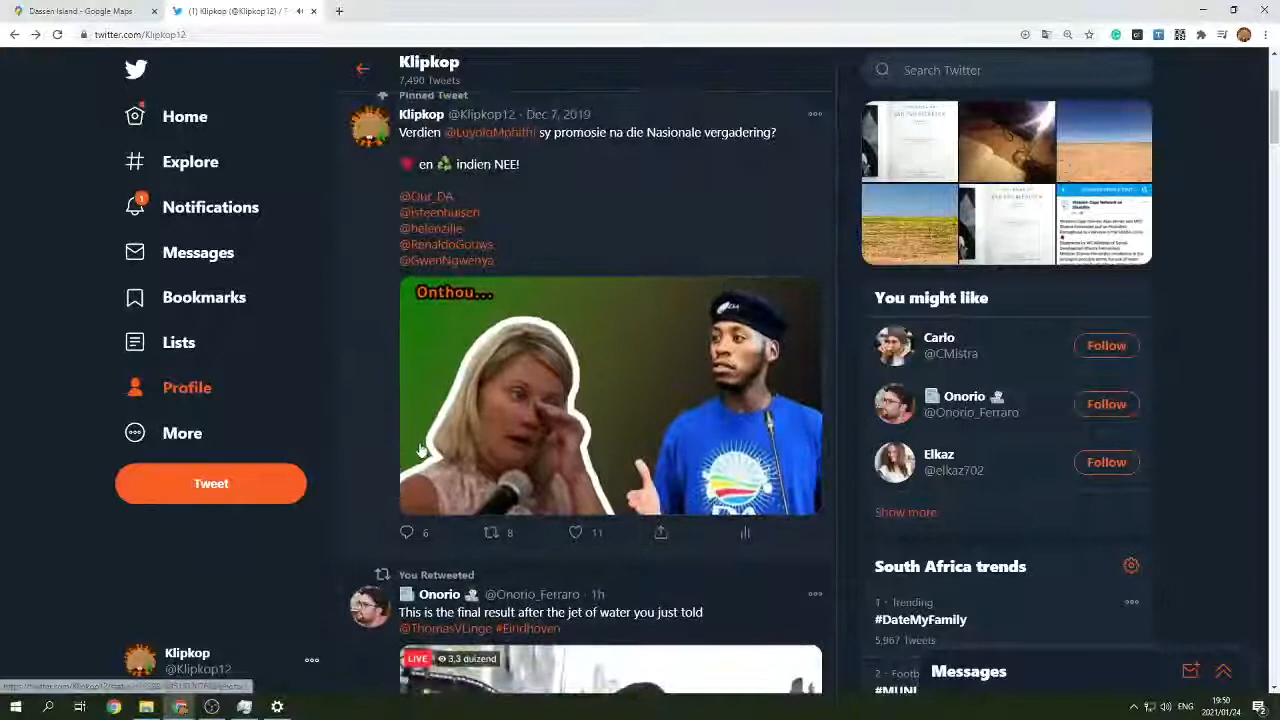 Dassen Island - Google Maps
(1) Klipkop (@Klipkop12) / T
twitter.com/Klipkop12
Klipkop
7,490 Tweets
Search Twitter
Home
Explore
Notifications
Messages
Bookmarks
Lists
Profile
More
Tweet
Klipkop
@Klipkop12
Pinned Tweet
Klipkop @Klipkop12 · Dec 7, 2019
Verdien @LuyoloMphithi sy promosie na die Nasionale vergadering?
en indien NEE!
@Our_DA
@jsteenhuisen
@RenaldoGouws
@GwenNgwenya
Onthou...
6
8
11
You Retweeted
Onorio @Onorio_Ferraro · 1h
This is the final result after the jet of water you just told
@ThomasVLinge #Eindhoven
LIVE 3,3 duizend
You might like
Carlo
@CMistra
Follow
Onorio
@Onorio_Ferraro
Follow
Elkaz
@elkaz702
Follow
Show more
South Africa trends
1 · Trending
#DateMyFamily
5,967 Tweets
2 · Footb
#MUNL
Messages
ENG
19:50
2021/01/24
2